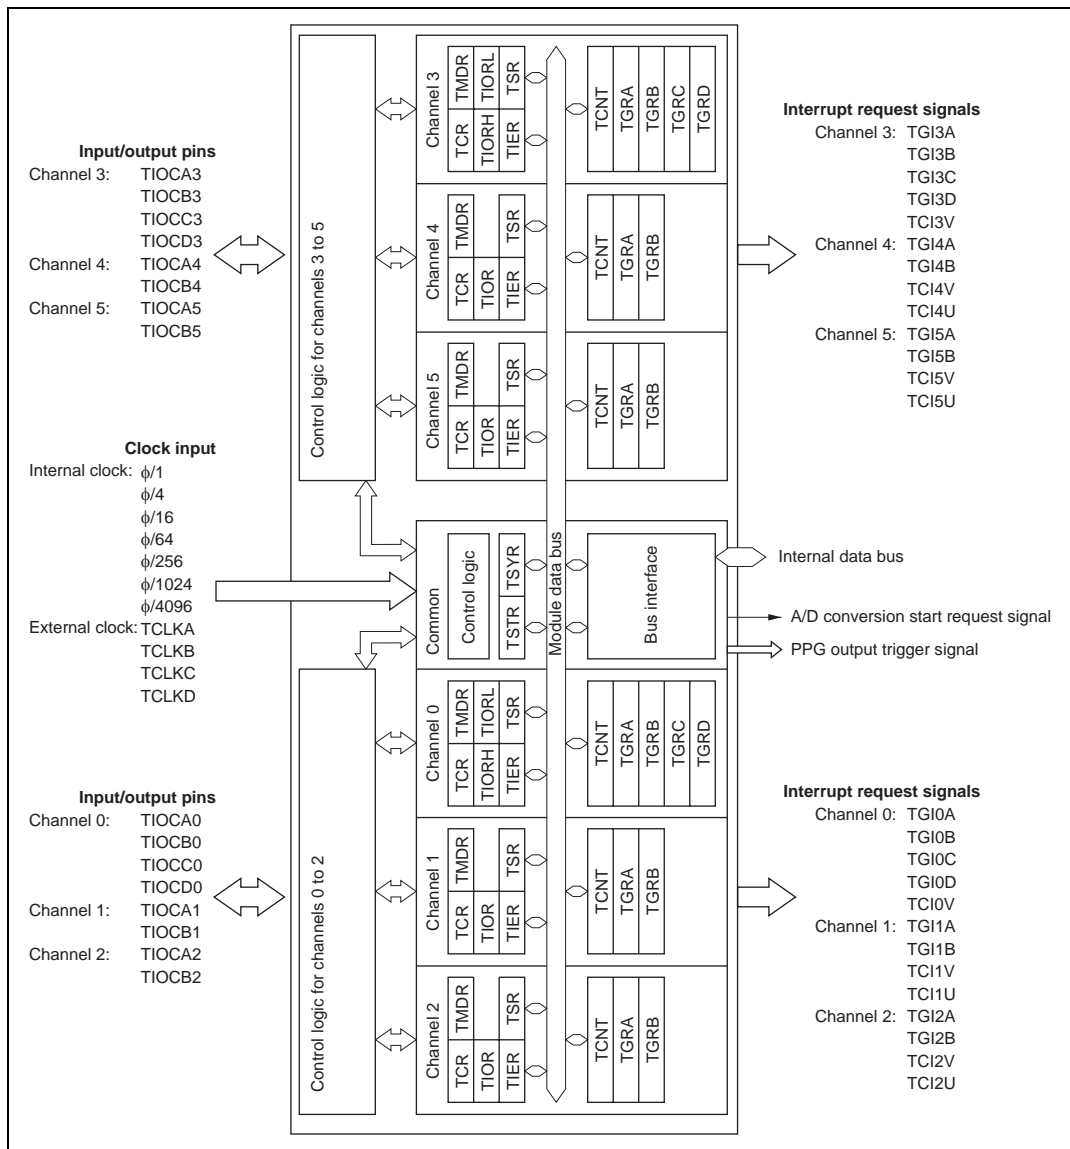 Input/output pins
Channel 3: TIOCA3
TIOCB3
TIOCC3
TIOCD3
Channel 4: TIOCA4
TIOCB4
Channel 5: TIOCA5
TIOCB5
Clock input
Internal clock: ϕ/1
ϕ/4
ϕ/16
ϕ/64
ϕ/256
ϕ/1024
ϕ/4096
External clock: TCLKA
TCLKB
TCLKC
TCLKD
Input/output pins
Channel 0: TIOCA0
TIOCB0
TIOCC0
TIOCD0
Channel 1: TIOCA1
TIOCB1
Channel 2: TIOCA2
TIOCB2
Control logic for channels 3 to 5
Control logic for channels 0 to 2
Channel 3
TCR TMDR
TIORH TIORL
TIER TSR
TCNT
TGRA
TGRB
TGRC
TGRD
Channel 4
TCR TMDR
TIOR
TIER TSR
TCNT
TGRA
TGRB
Channel 5
TCR TMDR
TIOR
TIER TSR
TCNT
TGRA
TGRB
Common
Control logic
TSTR TSYR
Module data bus
Bus interface
Channel 0
TCR TMDR
TIORH TIORL
TIER TSR
TCNT
TGRA
TGRB
TGRC
TGRD
Channel 1
TCR TMDR
TIOR
TIER TSR
TCNT
TGRA
TGRB
Channel 2
TCR TMDR
TIOR
TIER TSR
TCNT
TGRA
TGRB
Interrupt request signals
Channel 3: TGI3A
TGI3B
TGI3C
TGI3D
TCI3V
Channel 4: TGI4A
TGI4B
TCI4V
TCI4U
Channel 5: TGI5A
TGI5B
TCI5V
TCI5U
Internal data bus
A/D conversion start request signal
PPG output trigger signal
Interrupt request signals
Channel 0: TGI0A
TGI0B
TGI0C
TGI0D
TCI0V
Channel 1: TGI1A
TGI1B
TCI1V
TCI1U
Channel 2: TGI2A
TGI2B
TCI2V
TCI2U